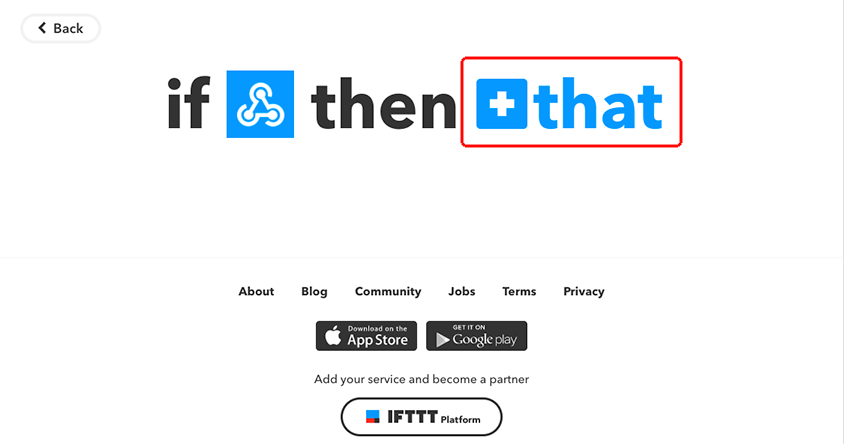 Back
if then that
About Blog Community Jobs Terms Privacy
Download on the
App Store
GET IT ON
Google play
Add your service and become a partner
IFTTT Platform